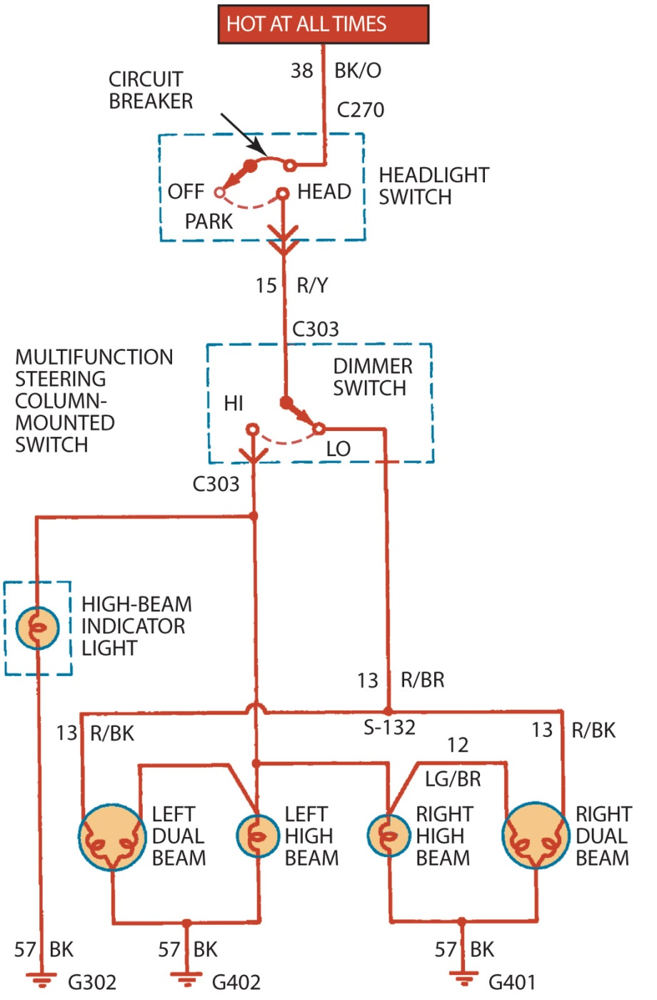 HOT AT ALL TIMES
38 BK/O
CIRCUIT
BREAKER
C270
HEADLIGHT
SWITCH
OFF
HEAD
PARK
15 R/Y
C303
MULTIFUNCTION
STEERING
COLUMN-
MOUNTED
SWITCH
DIMMER
SWITCH
HI
LO
C303
HIGH-BEAM
INDICATOR
LIGHT
13 R/BR
S-132
13 R/BK
12
LG/BR
13 R/BK
LEFT
DUAL
BEAM
LEFT
HIGH
BEAM
RIGHT
HIGH
BEAM
RIGHT
DUAL
BEAM
57 BK
G302
57 BK
G402
57 BK
G401